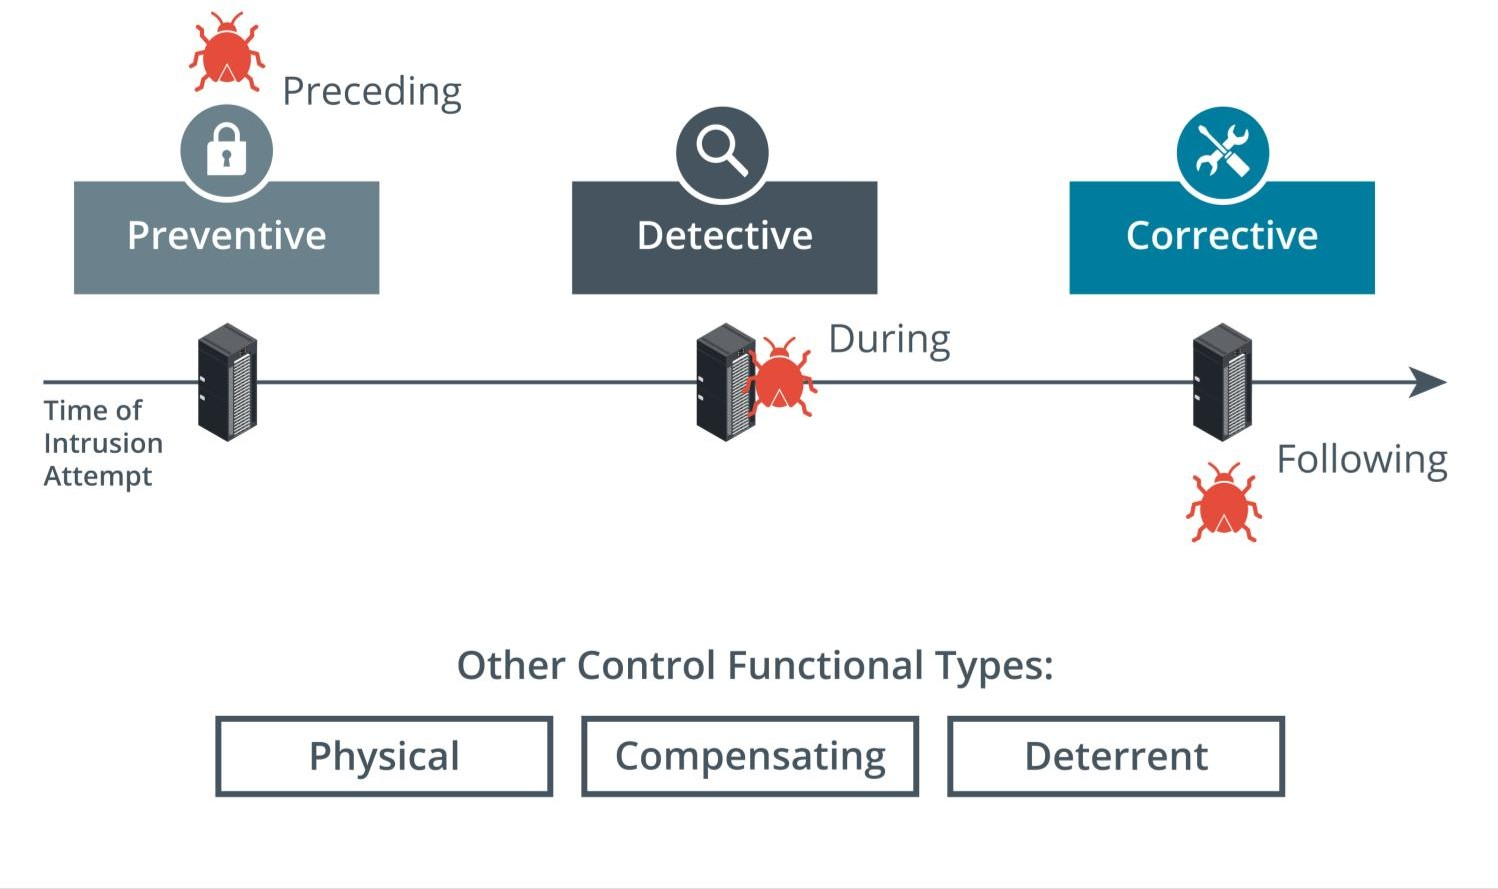 Preceding
Preventive
Detective
Corrective
During
Time of
Intrusion
Attempt
Following
Other Control Functional Types:
Physical
Compensating
Deterrent